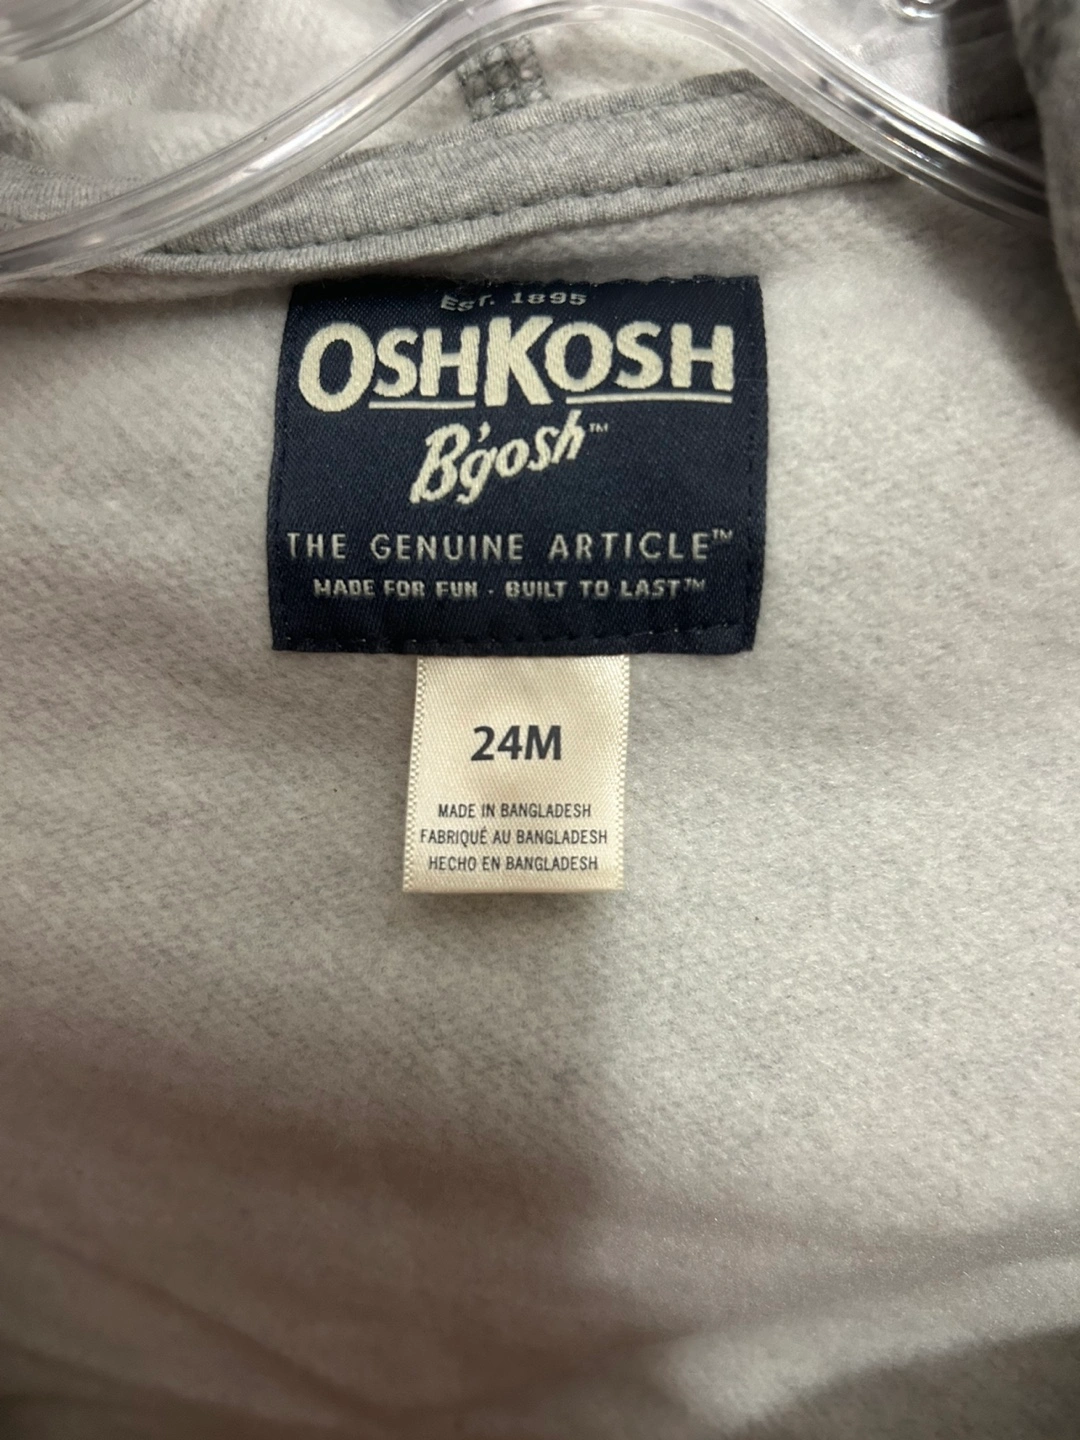 EST. 1895
OSHKOSH
B'gosh™
THE GENUINE ARTICLE™
MADE FOR FUN · BUILT TO LAST™
24M
MADE IN BANGLADESH
FABRIQUÉ AU BANGLADESH
HECHO EN BANGLADESH